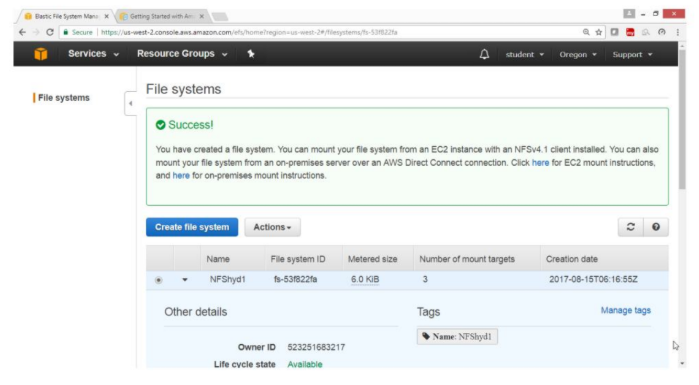 Elastic File System Mana
Getting Started with Am
Secure
https://us-west-2.console.aws.amazon.com/efs/home?region=us-west-2#/filesystems/fs-53f822fa
Services
Resource Groups
student
Oregon
Support
File systems
File systems
Success!
You have created a file system. You can mount your file system from an EC2 instance with an NFSv4.1 client installed. You can also
mount your file system from an on-premises server over an AWS Direct Connect connection. Click here for EC2 mount instructions,
and here for on-premises mount instructions.
Create file system
Actions
Name File system ID Metered size Number of mount targets Creation date
NFShyd1 fs-53f822fa 6.0 KiB 3 2017-08-15T06:16:55Z
Other details
Tags
Manage tags
Name: NFShyd1
Owner ID 523251683217
Life cycle state Available